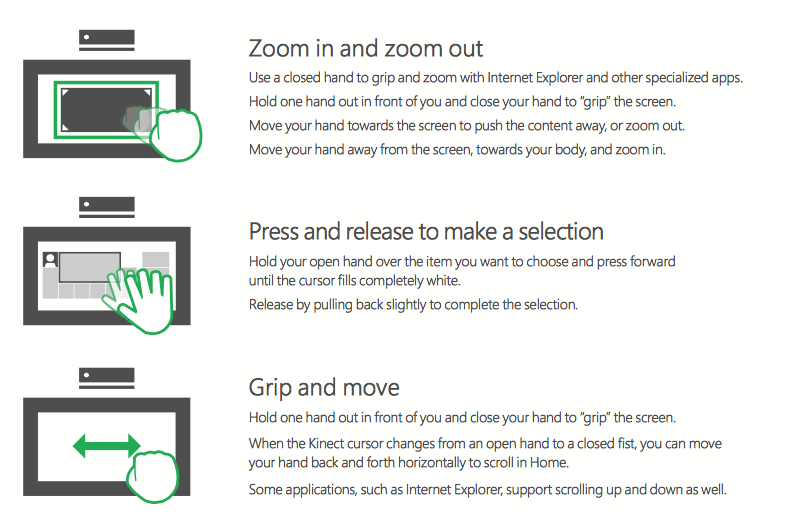 Zoom in and zoom out
Use a closed hand to grip and zoom with Internet Explorer and other specialized apps.
Hold one hand out in front of you and close your hand to “grip” the screen.
Move your hand towards the screen to push the content away, or zoom out.
Move your hand away from the screen, towards your body, and zoom in.
Press and release to make a selection
Hold your open hand over the item you want to choose and press forward
until the cursor fills completely white.
Release by pulling back slightly to complete the selection.
Grip and move
Hold one hand out in front of you and close your hand to “grip” the screen.
When the Kinect cursor changes from an open hand to a closed fist, you can move
your hand back and forth horizontally to scroll in Home.
Some applications, such as Internet Explorer, support scrolling up and down as well.